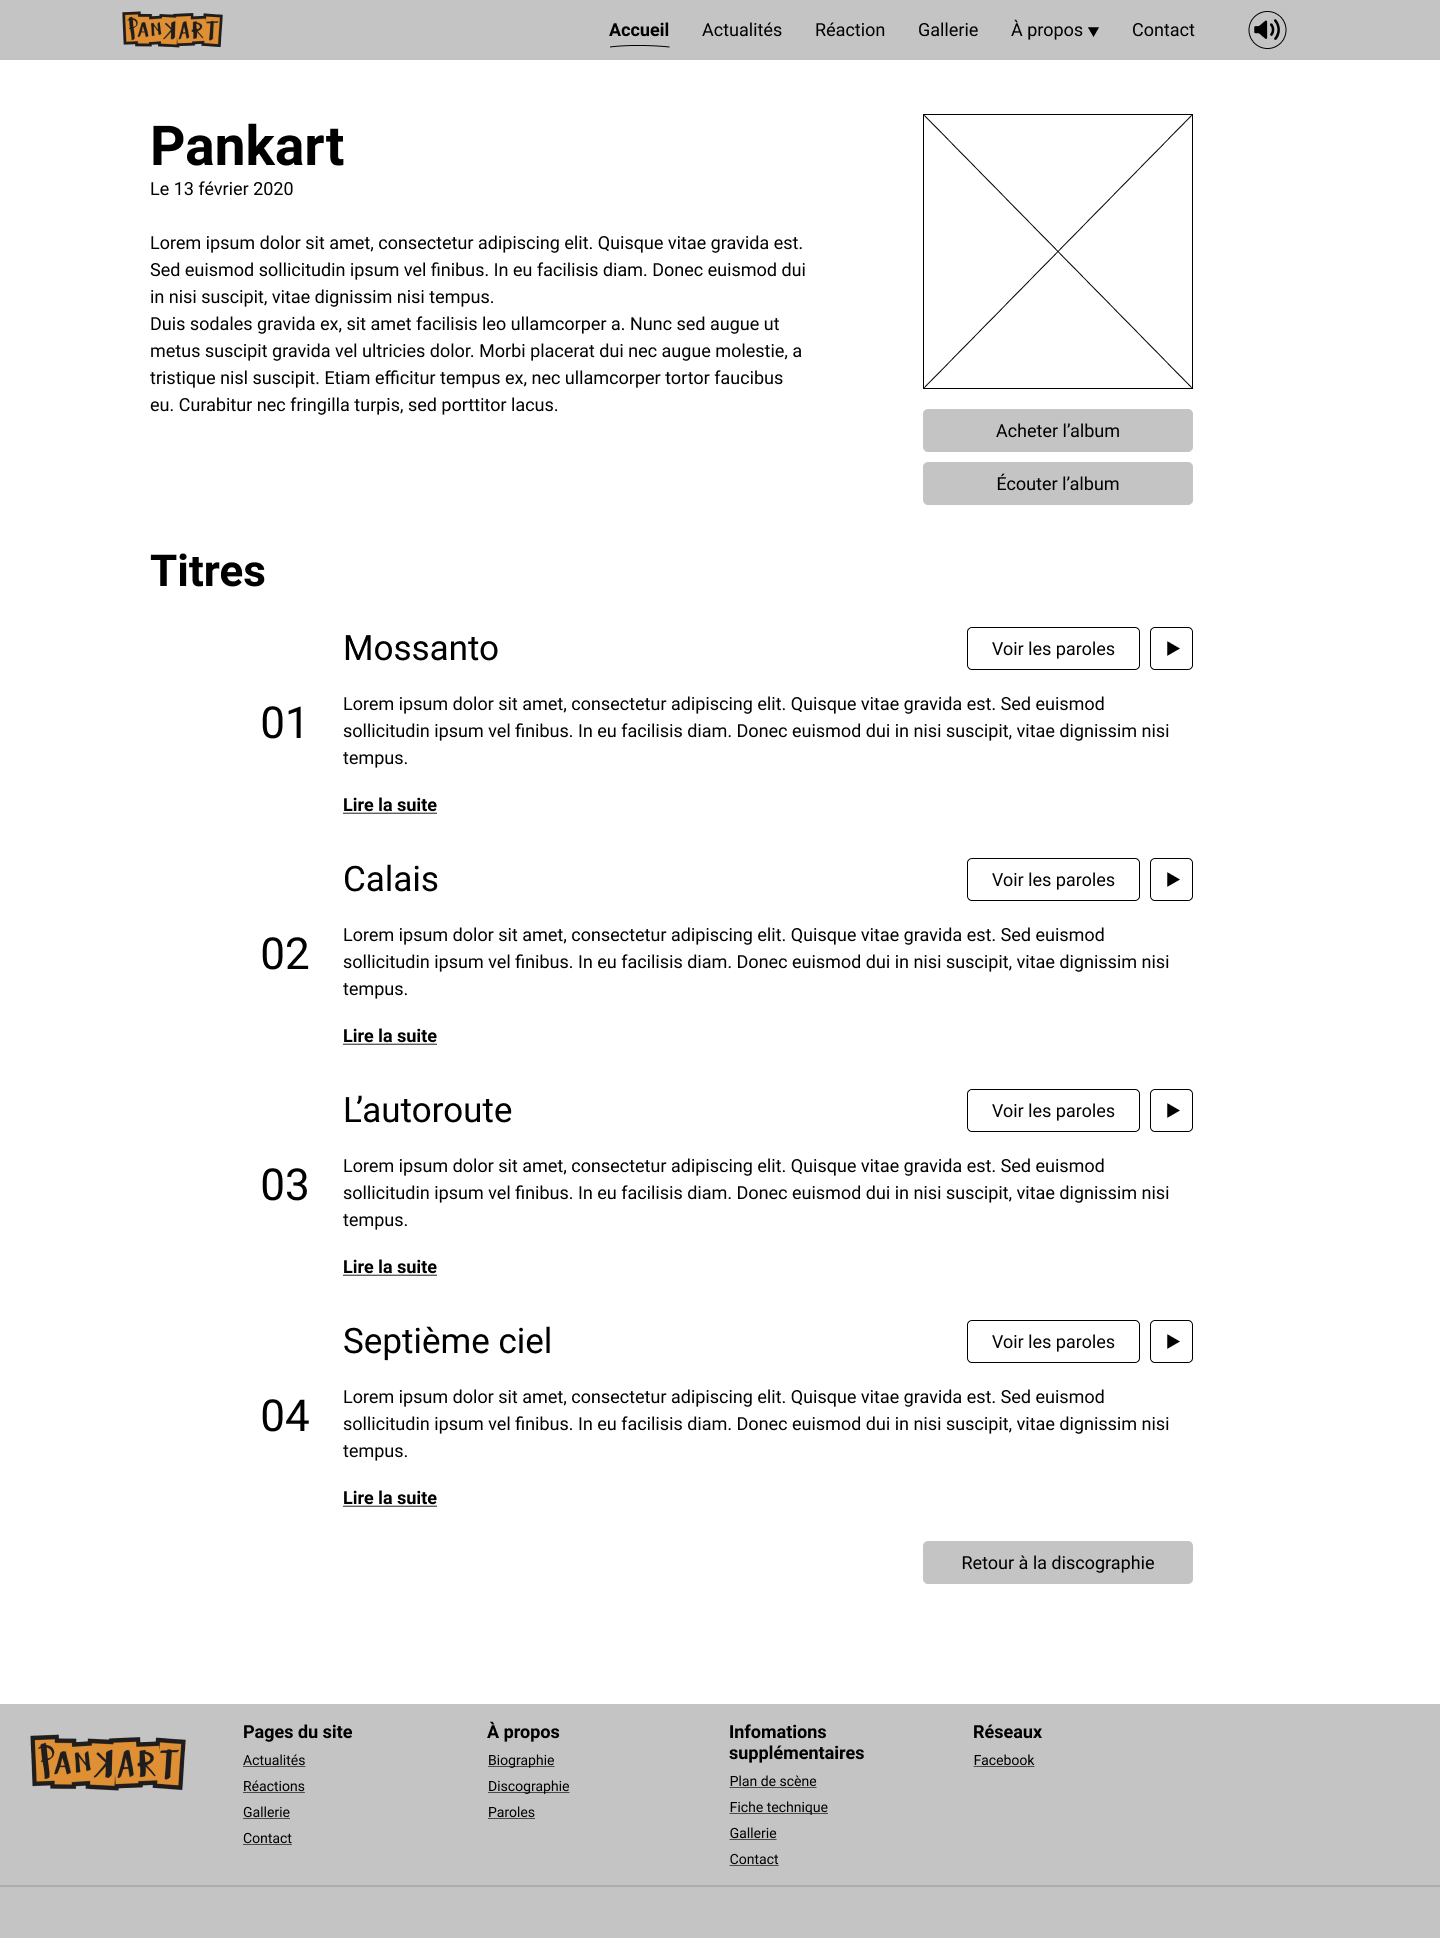 PANKART
Accueil
Actualités
Réaction
Gallerie
À propos ▼
Contact
Pankart
Le 13 février 2020
Lorem ipsum dolor sit amet, consectetur adipiscing elit. Quisque vitae gravida est.
Sed euismod sollicitudin ipsum vel finibus. In eu facilisis diam. Donec euismod dui
in nisi suscipit, vitae dignissim nisi tempus.
Duis sodales gravida ex, sit amet facilisis leo ullamcorper a. Nunc sed augue ut
metus suscipit gravida vel ultricies dolor. Morbi placerat dui nec augue molestie, a
tristique nisl suscipit. Etiam efficitur tempus ex, nec ullamcorper tortor faucibus
eu. Curabitur nec fringilla turpis, sed porttitor lacus.
Acheter l’album
Écouter l’album
Titres
01
Mossanto
Voir les paroles
Lorem ipsum dolor sit amet, consectetur adipiscing elit. Quisque vitae gravida est. Sed euismod
sollicitudin ipsum vel finibus. In eu facilisis diam. Donec euismod dui in nisi suscipit, vitae dignissim nisi
tempus.
Lire la suite
02
Calais
Voir les paroles
Lorem ipsum dolor sit amet, consectetur adipiscing elit. Quisque vitae gravida est. Sed euismod
sollicitudin ipsum vel finibus. In eu facilisis diam. Donec euismod dui in nisi suscipit, vitae dignissim nisi
tempus.
Lire la suite
03
L’autoroute
Voir les paroles
Lorem ipsum dolor sit amet, consectetur adipiscing elit. Quisque vitae gravida est. Sed euismod
sollicitudin ipsum vel finibus. In eu facilisis diam. Donec euismod dui in nisi suscipit, vitae dignissim nisi
tempus.
Lire la suite
04
Septième ciel
Voir les paroles
Lorem ipsum dolor sit amet, consectetur adipiscing elit. Quisque vitae gravida est. Sed euismod
sollicitudin ipsum vel finibus. In eu facilisis diam. Donec euismod dui in nisi suscipit, vitae dignissim nisi
tempus.
Lire la suite
Retour à la discographie
PANKART
Pages du site
Actualités
Réactions
Gallerie
Contact
À propos
Biographie
Discographie
Paroles
Infomations
supplémentaires
Plan de scène
Fiche technique
Gallerie
Contact
Réseaux
Facebook